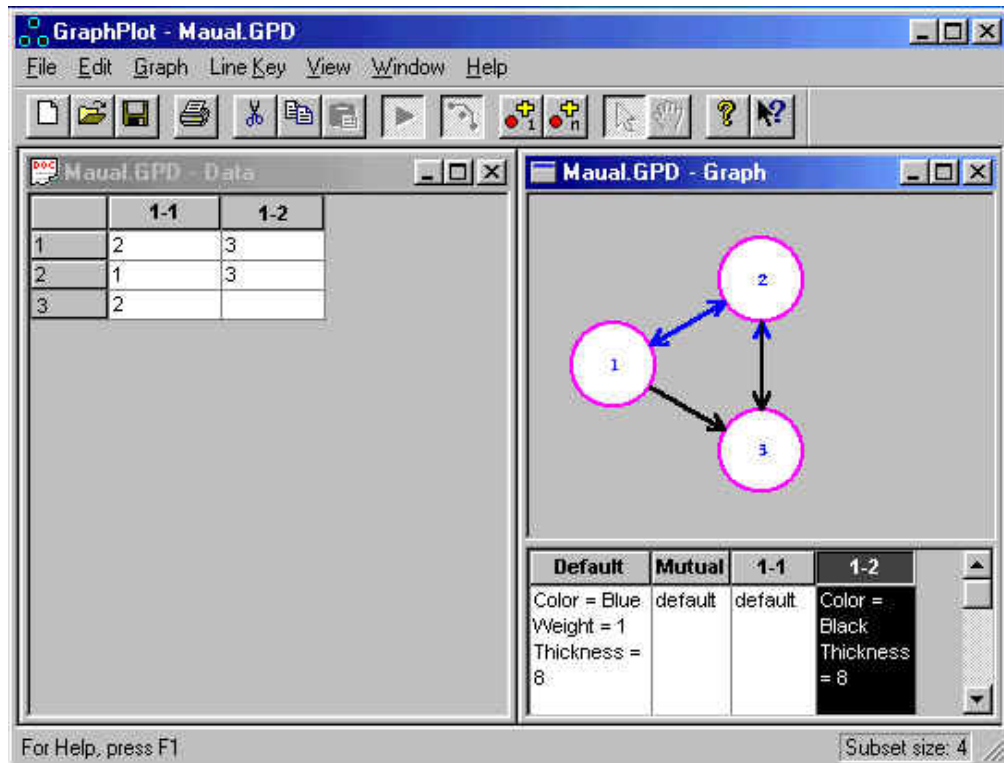 GraphPlot - Maual.GPD
File Edit Graph Line Key View Window Help
1 n ? ?
DOC Maual.GPD - Data
1-1 1-2
1 2 3
2 1 3
3 2
Maual.GPD - Graph
2
1
3
Default Mutual 1-1 1-2
Color = Blue default default Color =
Weight = 1 Black
Thickness = Thickness
8 = 8
For Help, press F1
Subset size: 4